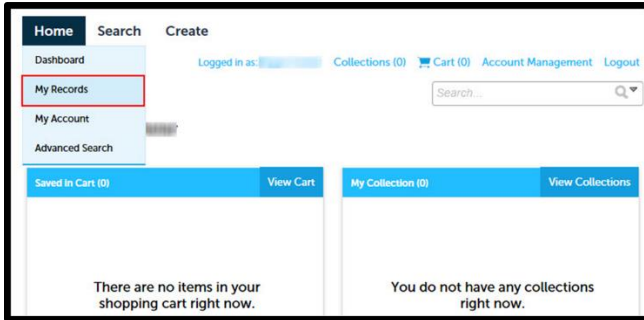 Home Search Create
Dashboard
Logged in as: Collections (0) Cart (0) Account Management Logout
My Records
Search...
My Account
Advanced Search
Saved in Cart (0) View Cart My Collection (0) View Collections
There are no items in your
shopping cart right now.
You do not have any collections
right now.